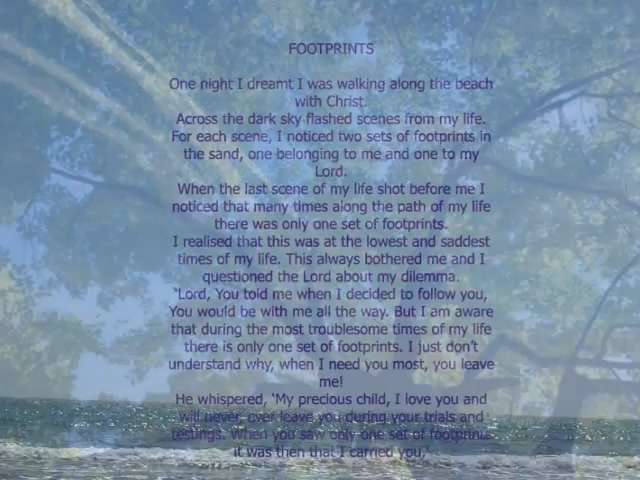 FOOTPRINTS
One night I dreamt I was walking along the beach
with Christ.
Across the dark sky flashed scenes from my life.
For each scene, I noticed two sets of footprints in
the sand, one belonging to me and one to my
Lord.
When the last scene of my life shot before me I
noticed that many times along the path of my life
there was only one set of footprints.
I realised that this was at the lowest and saddest
times of my life. This always bothered me and I
questioned the Lord about my dilemma.
‘Lord, You told me when I decided to follow you,
You would be with me all the way. But I am aware
that during the most troublesome times of my life
there is only one set of footprints. I just don’t
understand why, when I need you most, you leave
me!
He whispered, ‘My precious child, I love you and
will never, ever leave you during your trials and
testings. When you saw only one set of footprints
it was then that I carried you,’